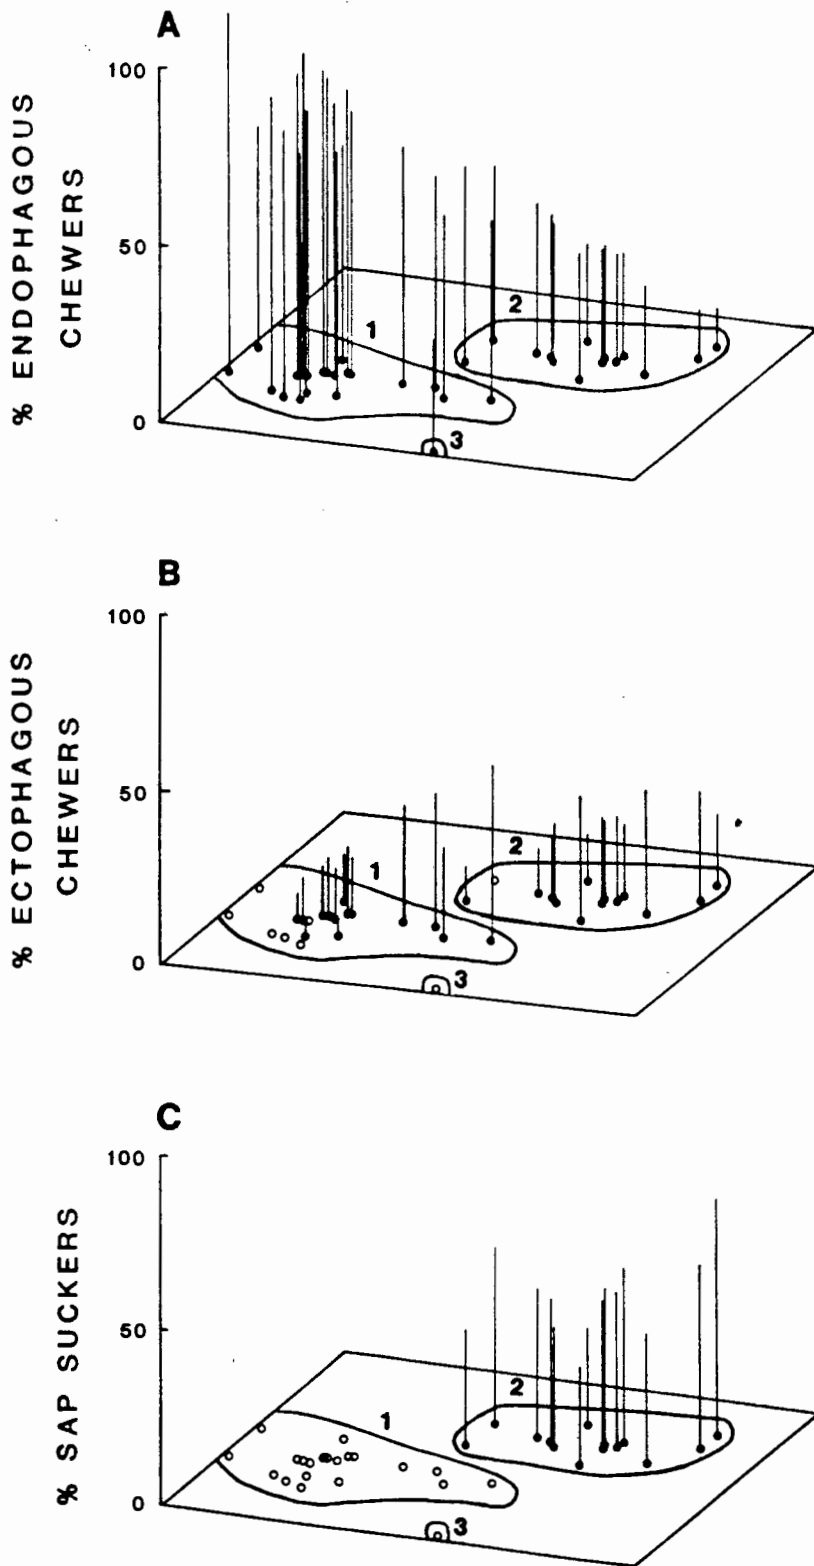 A
% ENDOPHAGOUS
CHEWERS
100
50
0
1
2
3
B
% ECTOPHAGOUS
CHEWERS
100
50
0
1
2
3
C
% SAP SUCKERS
100
50
0
1
2
3